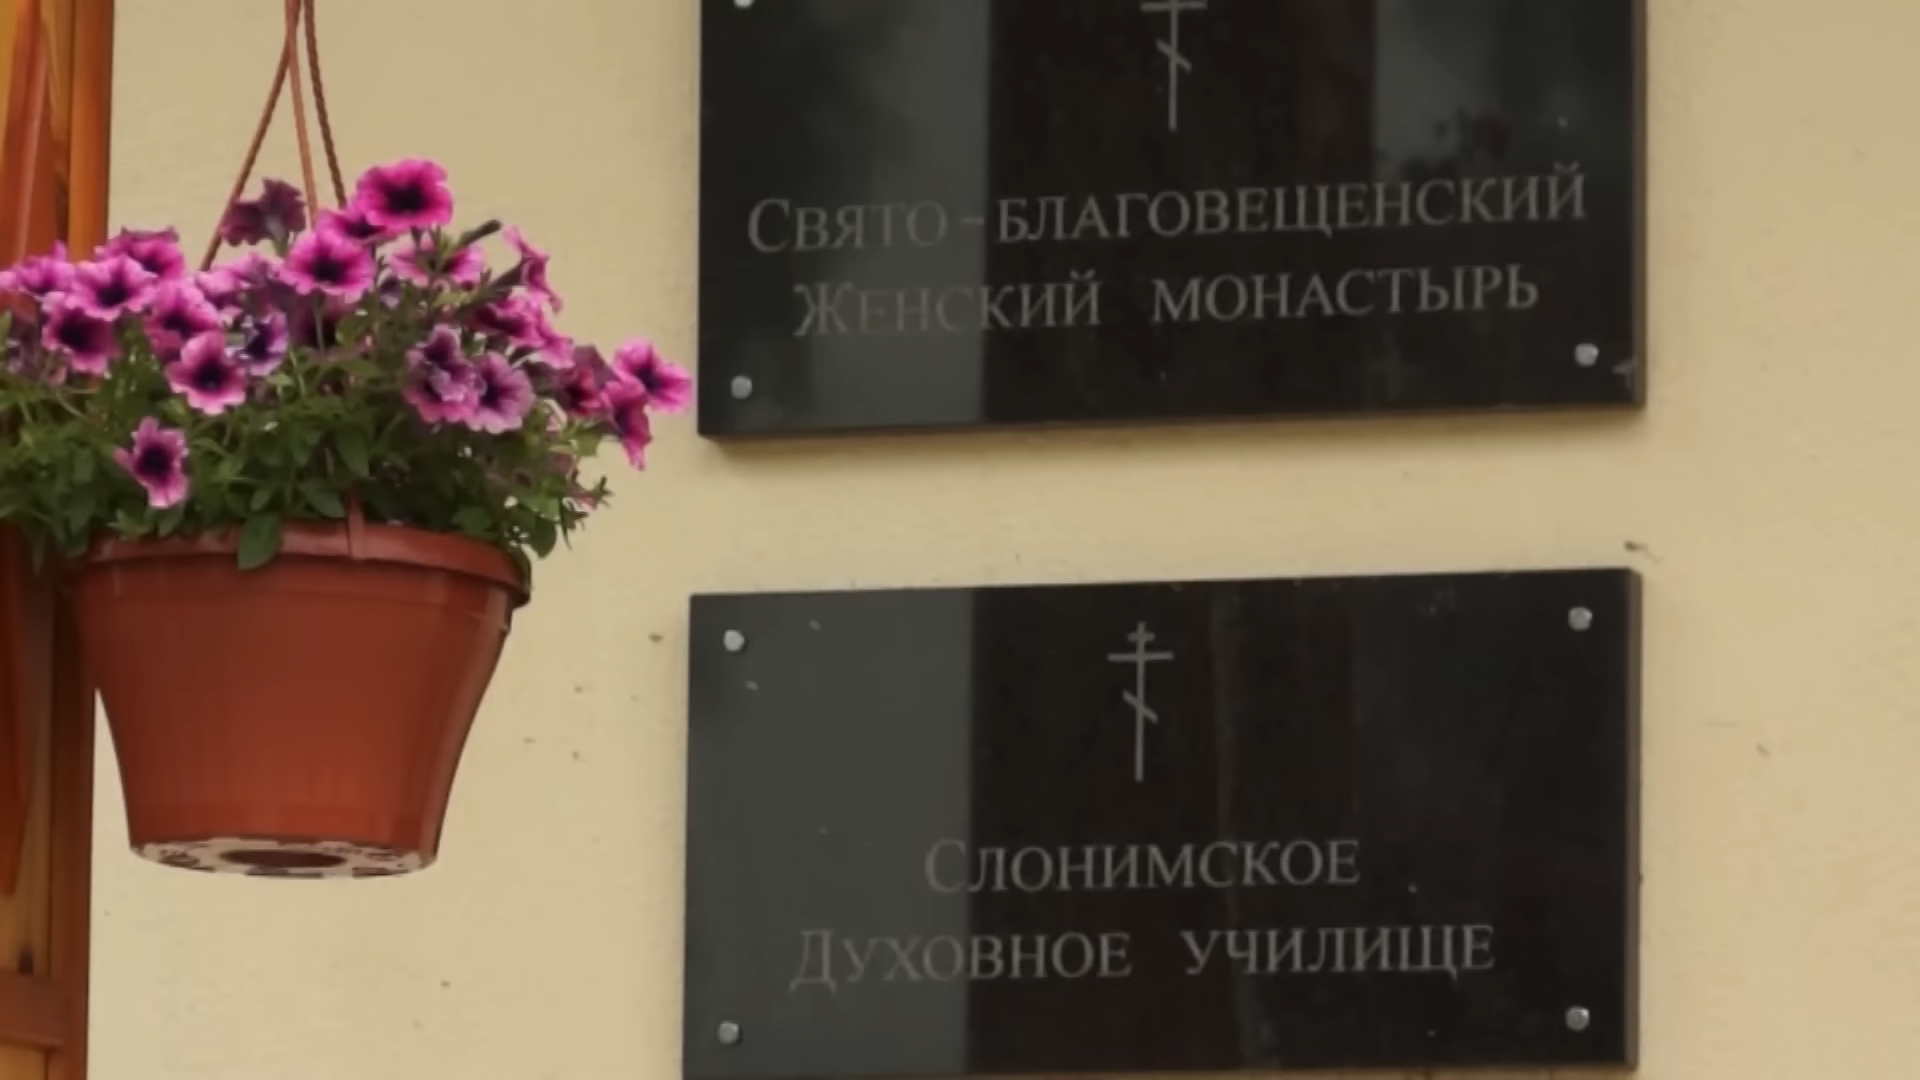 Свято-Благовещенский
Женский монастырь
Слонимское
Духовное училище